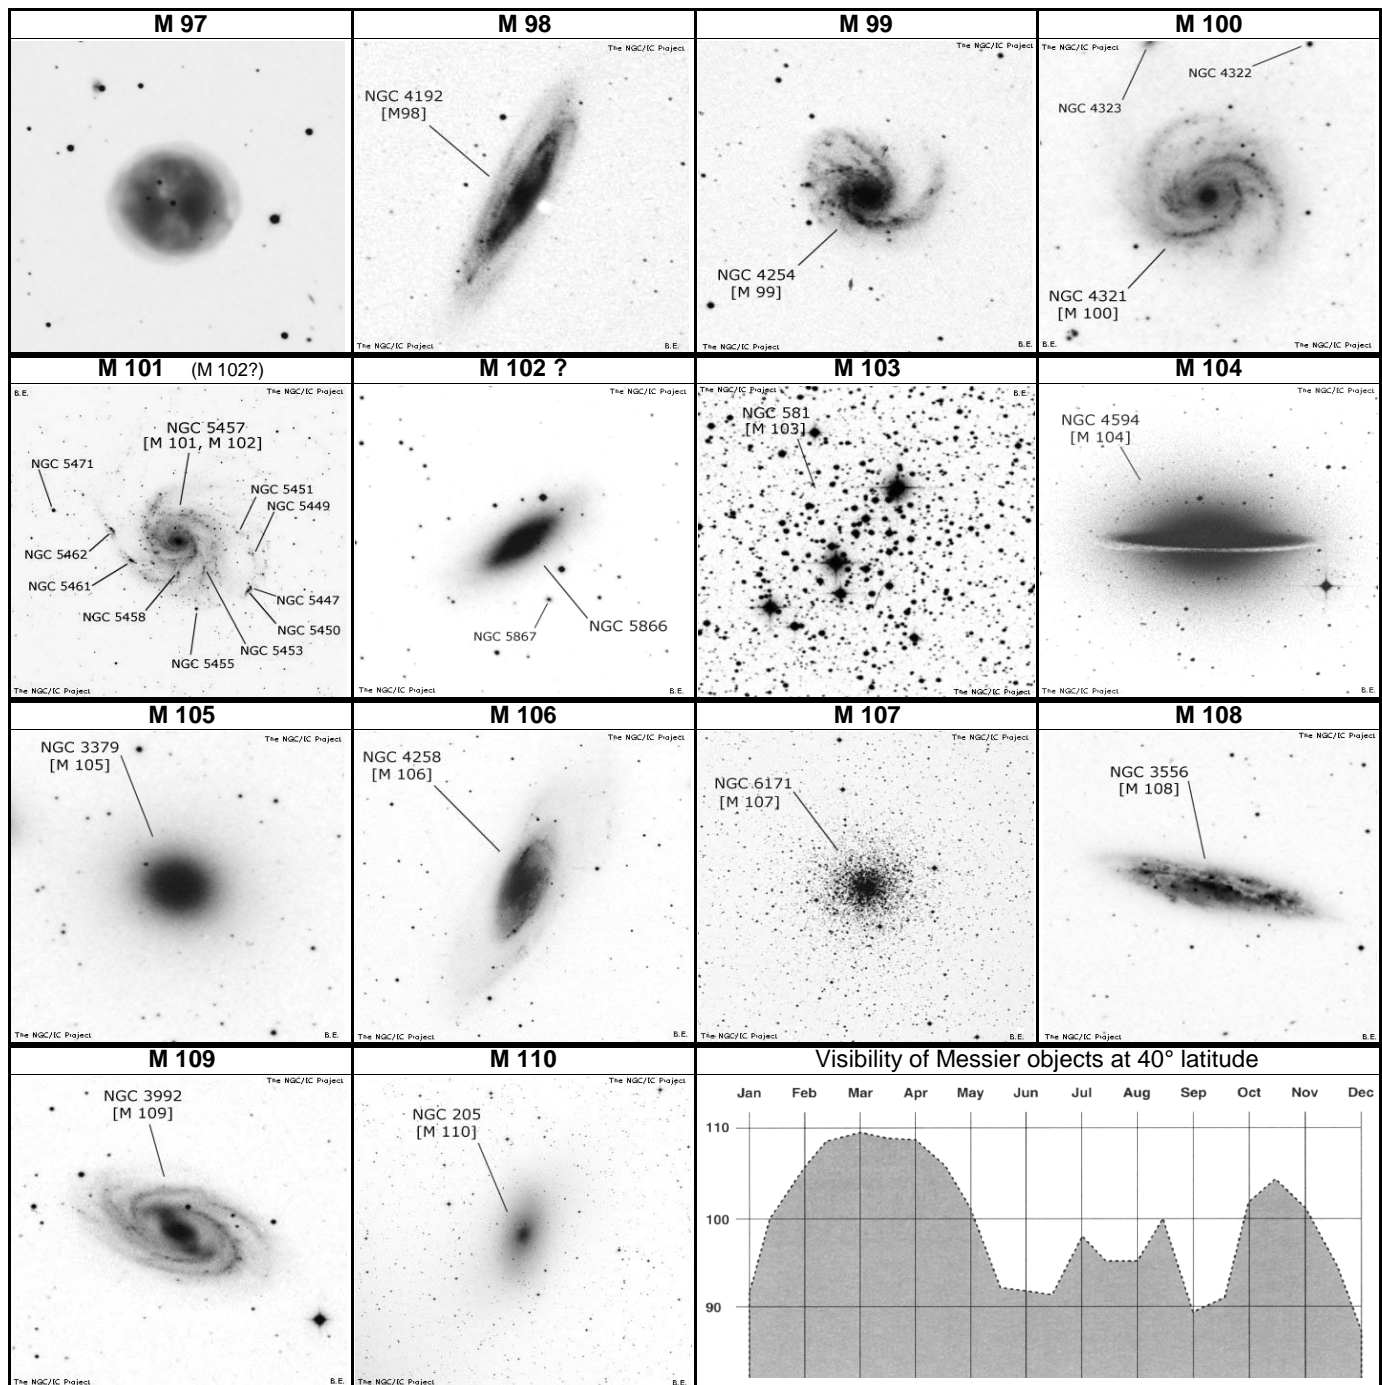 M 97
M 98
M 99
M 100
The NGC/IC Project
NGC 4192
[M98]
The NGC/IC Project
B.E.
The NGC/IC Project
NGC 4254
[M 99]
The NGC/IC Project
B.E.
NGC 4322
NGC 4323
NGC 4321
[M 100]
B.E.
The NGC/IC Project
M 101 (M 102?)
M 102 ?
M 103
M 104
B.E.
The NGC/IC Project
NGC 5457
[M 101, M 102]
NGC 5471
NGC 5451
NGC 5449
NGC 5462
NGC 5461
NGC 5458
NGC 5447
NGC 5450
NGC 5453
NGC 5455
The NGC/IC Project
NGC 5866
NGC 5867
The NGC/IC Project
B.E.
The NGC/IC Project
B.E.
NGC 581
[M 103]
The NGC/IC Project
The NGC/IC Project
NGC 4594
[M 104]
The NGC/IC Project
B.E.
M 105
M 106
M 107
M 108
The NGC/IC Project
NGC 3379
[M 105]
The NGC/IC Project
B.E.
The NGC/IC Project
NGC 4258
[M 106]
The NGC/IC Project
B.E.
The NGC/IC Project
NGC 6171
[M 107]
The NGC/IC Project
B.E.
The NGC/IC Project
NGC 3556
[M 108]
The NGC/IC Project
B.E.
M 109
M 110
Visibility of Messier objects at 40° latitude
The NGC/IC Project
NGC 3992
[M 109]
The NGC/IC Project
B.E.
The NGC/IC Project
NGC 205
[M 110]
The NGC/IC Project
B.E.
Jan Feb Mar Apr May Jun Jul Aug Sep Oct Nov Dec
110
100
90